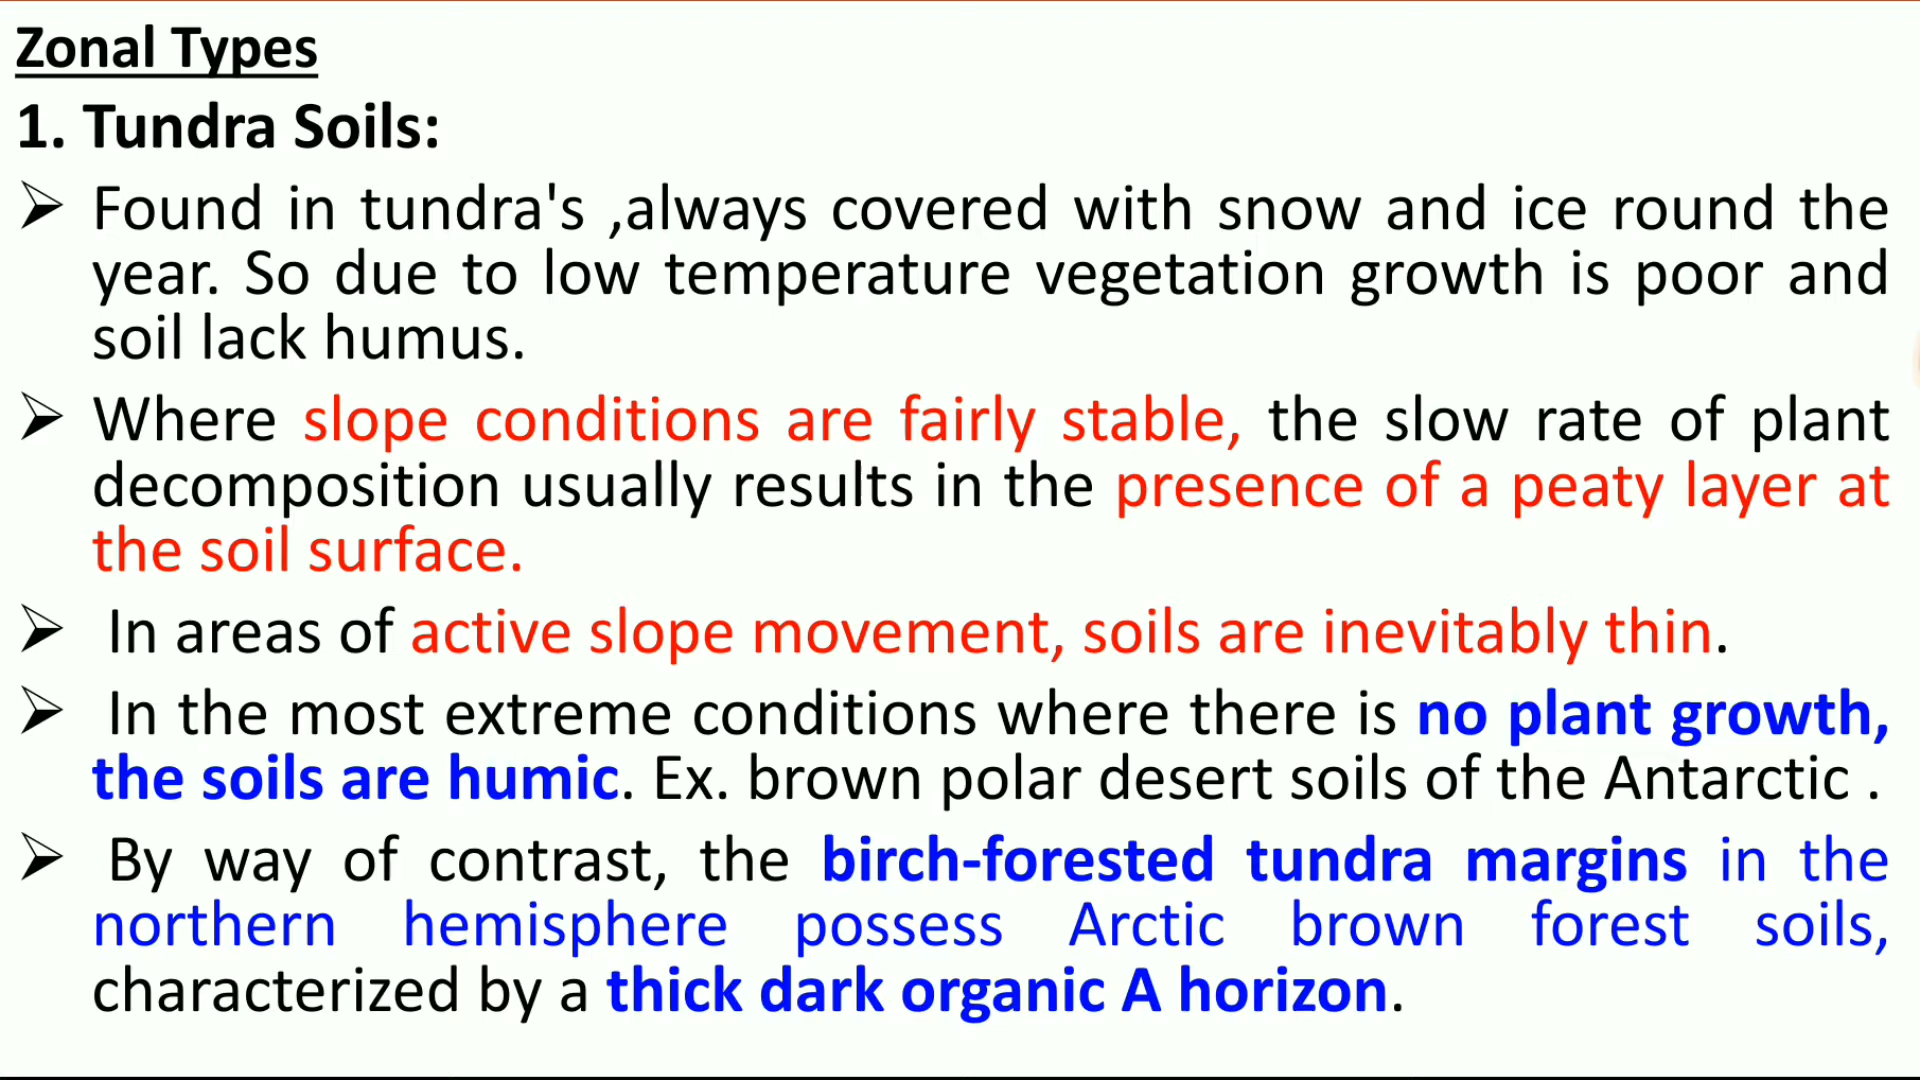 Zonal Types
1. Tundra Soils:
➢ Found in tundra's ,always covered with snow and ice round the
year. So due to low temperature vegetation growth is poor and
soil lack humus.
➢ Where slope conditions are fairly stable, the slow rate of plant
decomposition usually results in the presence of a peaty layer at
the soil surface.
➢ In areas of active slope movement, soils are inevitably thin.
➢ In the most extreme conditions where there is no plant growth,
the soils are humic. Ex. brown polar desert soils of the Antarctic .
➢ By way of contrast, the birch-forested tundra margins in the
northern hemisphere possess Arctic brown forest soils,
characterized by a thick dark organic A horizon.